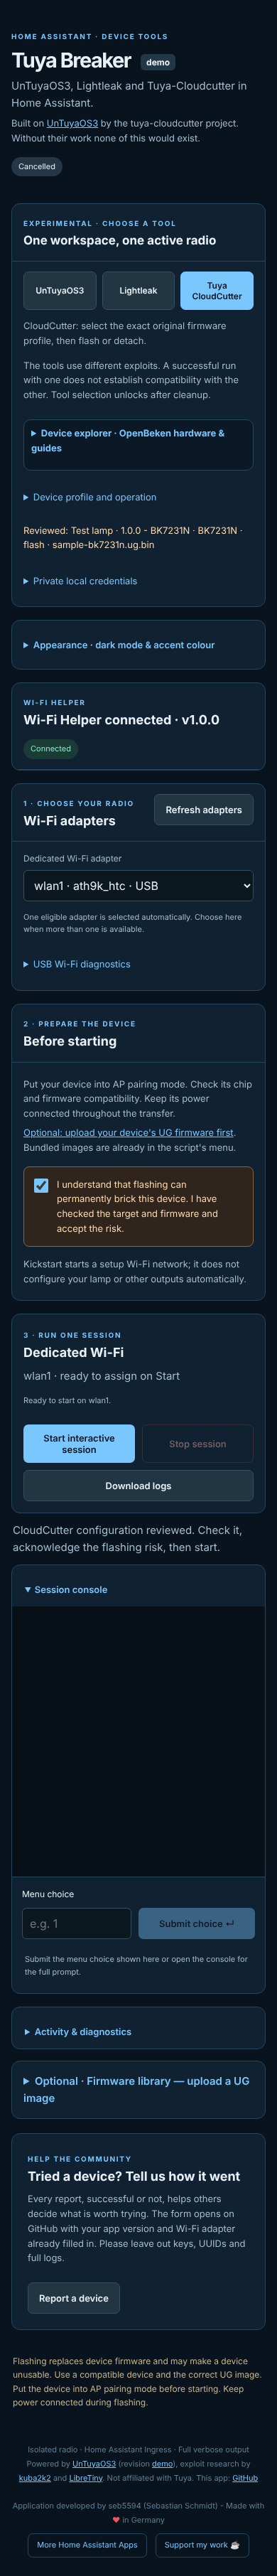 HOME ASSISTANT · DEVICE TOOLS
Tuya Breaker demo
UnTuyaOS3, Lightleak and Tuya-Cloudcutter in
Home Assistant.
Built on UnTuyaOS3 by the tuya-cloudcutter project.
Without their work none of this would exist.
Cancelled
EXPERIMENTAL · CHOOSE A TOOL
One workspace, one active radio
UnTuyaOS3
Lightleak
Tuya
CloudCutter
CloudCutter: select the exact original firmware
profile, then flash or detach.
The tools use different exploits. A successful run
with one does not establish compatibility with the
other. Tool selection unlocks after cleanup.
▶ Device explorer · OpenBeken hardware &
guides
▶ Device profile and operation
Reviewed: Test lamp · 1.0.0 - BK7231N · BK7231N ·
flash · sample-bk7231n.ug.bin
▶ Private local credentials
▶ Appearance · dark mode & accent colour
WI-FI HELPER
Wi-Fi Helper connected · v1.0.0
Connected
1 · CHOOSE YOUR RADIO
Wi-Fi adapters
Refresh adapters
Dedicated Wi-Fi adapter
wlan1 · ath9k_htc · USB
One eligible adapter is selected automatically. Choose here
when more than one is available.
▶ USB Wi-Fi diagnostics
2 · PREPARE THE DEVICE
Before starting
Put your device into AP pairing mode. Check its chip
and firmware compatibility. Keep its power
connected throughout the transfer.
Optional: upload your device's UG firmware first.
Bundled images are already in the script's menu.
I understand that flashing can
permanently brick this device. I have
checked the target and firmware and
accept the risk.
Kickstart starts a setup Wi-Fi network; it does not
configure your lamp or other outputs automatically.
3 · RUN ONE SESSION
Dedicated Wi-Fi
wlan1 · ready to assign on Start
Ready to start on wlan1.
Start interactive
session
Stop session
Download logs
CloudCutter configuration reviewed. Check it,
acknowledge the flashing risk, then start.
▼ Session console
Menu choice
e.g. 1
Submit choice ↵
Submit the menu choice shown here or open the console for
the full prompt.
▶ Activity & diagnostics
▶ Optional · Firmware library — upload a UG
image
HELP THE COMMUNITY
Tried a device? Tell us how it went
Every report, successful or not, helps others
decide what is worth trying. The form opens on
GitHub with your app version and Wi-Fi adapter
already filled in. Please leave out keys, UUIDs and
full logs.
Report a device
Flashing replaces device firmware and may make a device
unusable. Use a compatible device and the correct UG image.
Put the device into AP pairing mode before starting. Keep
power connected during flashing.
Isolated radio · Home Assistant Ingress · Full verbose output
Powered by UnTuyaOS3 (revision demo), exploit research by
kuba2k2 and LibreTiny. Not affiliated with Tuya. This app: GitHub
Application developed by seb5594 (Sebastian Schmidt) - Made with
❤ in Germany
More Home Assistant Apps
Support my work ☕